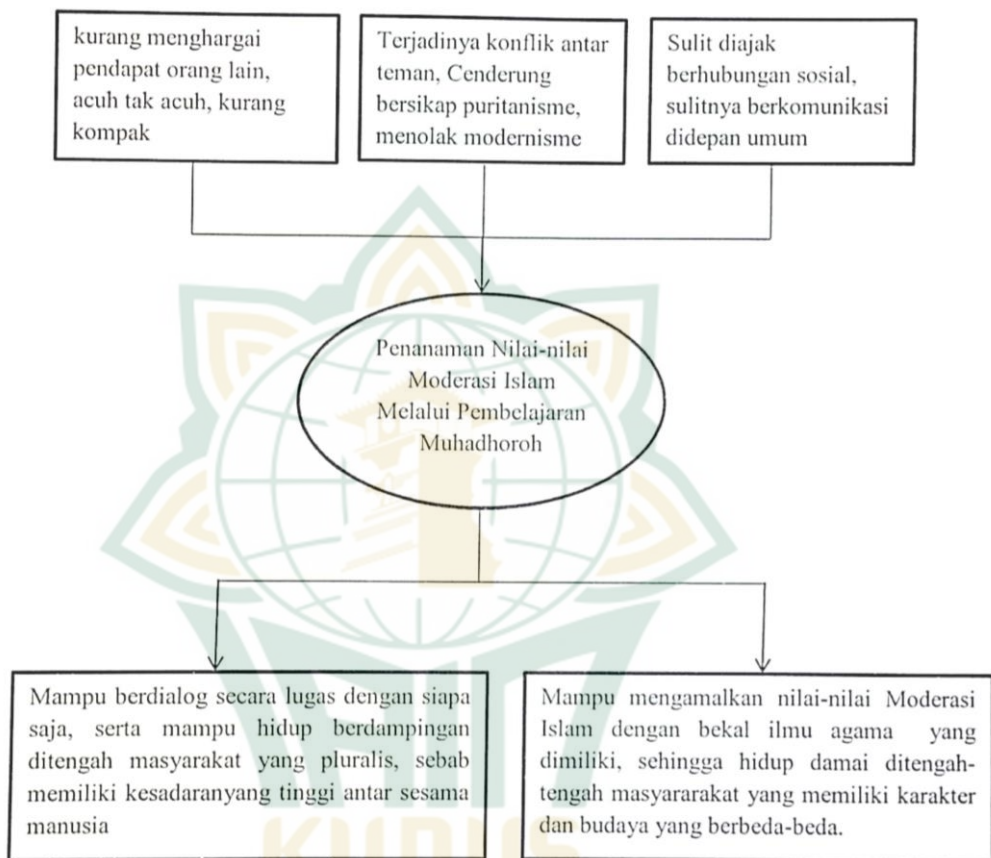 kurang menghargai
pendapat orang lain,
acuh tak acuh, kurang
kompak
Terjadinya konflik antar
teman, Cenderung
bersikap puritanisme,
menolak modernisme
Sulit diajak
berhubungan sosial,
sulitnya berkomunikasi
didepan umum
Penanaman Nilai-nilai
Moderasi Islam
Melalui Pembelajaran
Muhadhoroh
Mampu berdialog secara lugas dengan siapa
saja, serta mampu hidup berdampingan
ditengah masyarakat yang pluralis, sebab
memiliki kesadaranyang tinggi antar sesama
manusia
Mampu mengamalkan nilai-nilai Moderasi
Islam dengan bekal ilmu agama yang
dimiliki, sehingga hidup damai ditengah-
tengah masyararakat yang memiliki karakter
dan budaya yang berbeda-beda.
KUDUS